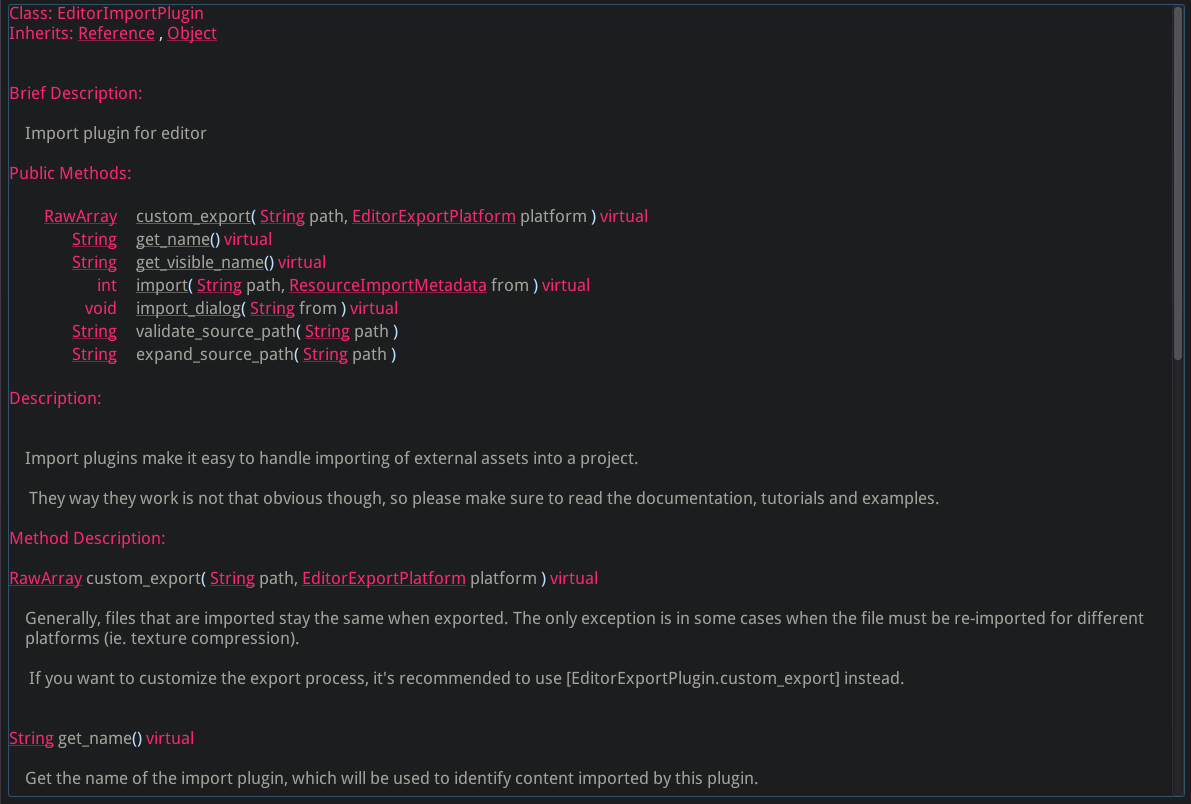 Class: EditorImportPlugin
Inherits: Reference , Object
Brief Description:
Import plugin for editor
Public Methods:
RawArray custom_export( String path, EditorExportPlatform platform ) virtual
String get_name() virtual
String get_visible_name() virtual
int import( String path, ResourceImportMetadata from ) virtual
void import_dialog( String from ) virtual
String validate_source_path( String path )
String expand_source_path( String path )
Description:
Import plugins make it easy to handle importing of external assets into a project.
They way they work is not that obvious though, so please make sure to read the documentation, tutorials and examples.
Method Description:
RawArray custom_export( String path, EditorExportPlatform platform ) virtual
Generally, files that are imported stay the same when exported. The only exception is in some cases when the file must be re-imported for different
platforms (ie. texture compression).
If you want to customize the export process, it's recommended to use [EditorExportPlugin.custom_export] instead.
String get_name() virtual
Get the name of the import plugin, which will be used to identify content imported by this plugin.